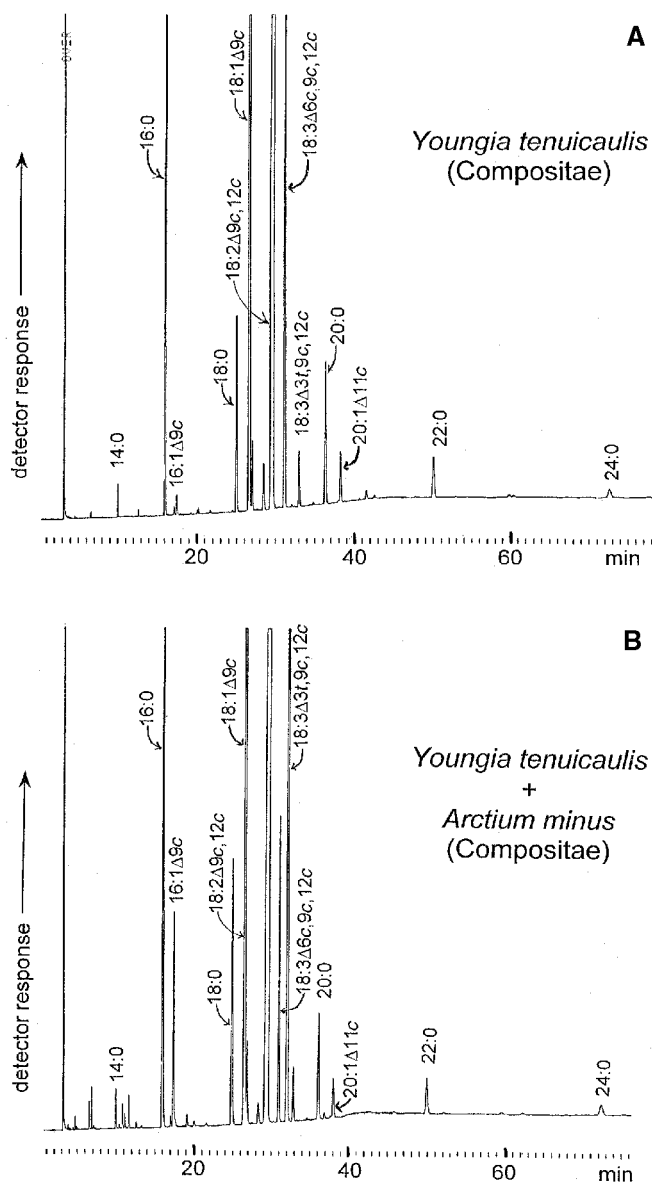 A
OVER
Youngia tenuicaulis
(Compositae)
detector response
14:0
16:0
16:1Δ9c
18:0
18:1Δ9c
18:2Δ9c,12c
18:3Δ6c,9c,12c
18:3Δ3t,9c,12c
20:0
20:1Δ11c
22:0
24:0
20 40 60 min
B
Youngia tenuicaulis
+
Arctium minus
(Compositae)
detector response
14:0
16:0
16:1Δ9c
18:0
18:1Δ9c
18:2Δ9c,12c
18:3Δ6c,9c,12c
18:3Δ3t,9c,12c
20:0
20:1Δ11c
22:0
24:0
20 40 60 min